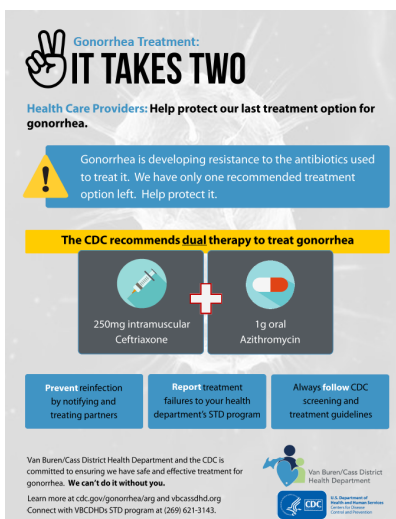 Gonorrhea Treatment:
IT TAKES TWO
Health Care Providers: Help protect our last treatment option for
gonorrhea.
Gonorrhea is developing resistance to the antibiotics used
to treat it. We have only one recommended treatment
option left. Help protect it.
The CDC recommends dual therapy to treat gonorrhea
250mg intramuscular
Ceftriaxone
1g oral
Azithromycin
Prevent reinfection
by notifying and
treating partners
Report treatment
failures to your health
department's STD program
Always follow CDC
screening and
treatment guidelines
Van Buren/Cass District Health Department and the CDC is
committed to ensuring we have safe and effective treatment for
gonorrhea. We can't do it without you.
Learn more at cdc.gov/gonorrhea/arg and vbcassdhd.org
Connect with VBCDHDs STD program at (269) 621-3143.
Van Buren/Cass District
Health Department
CDC
U.S. Department of
Health and Human Services
Centers for Disease
Control and Prevention